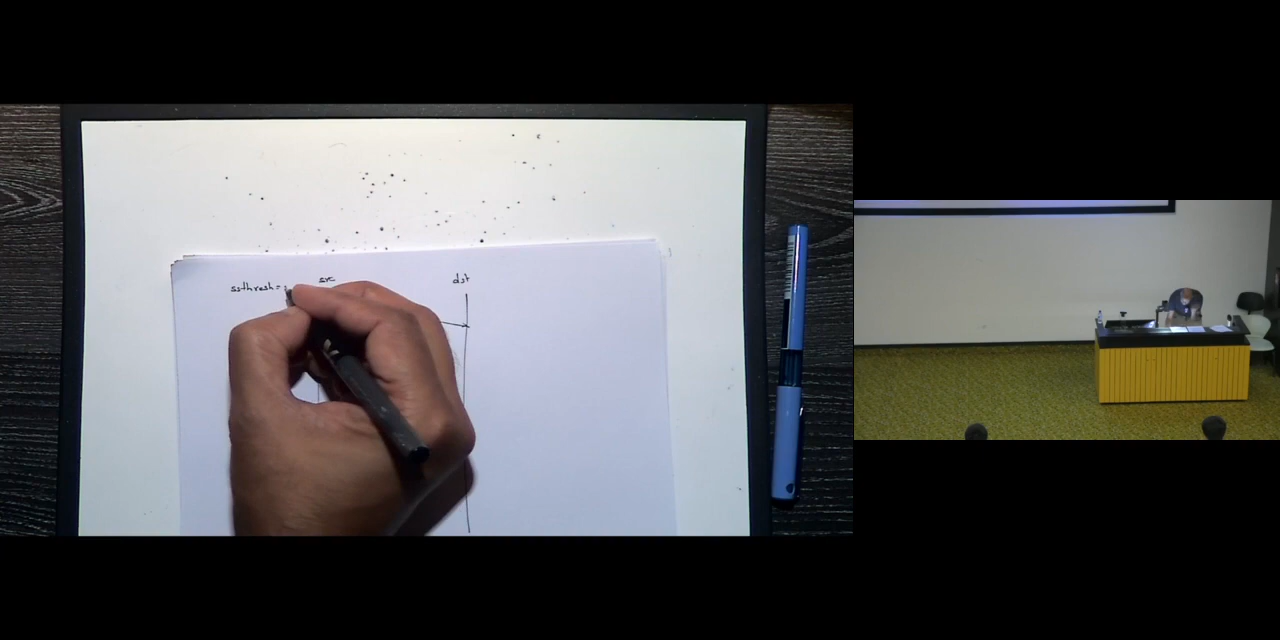 src dst
ssthresh =